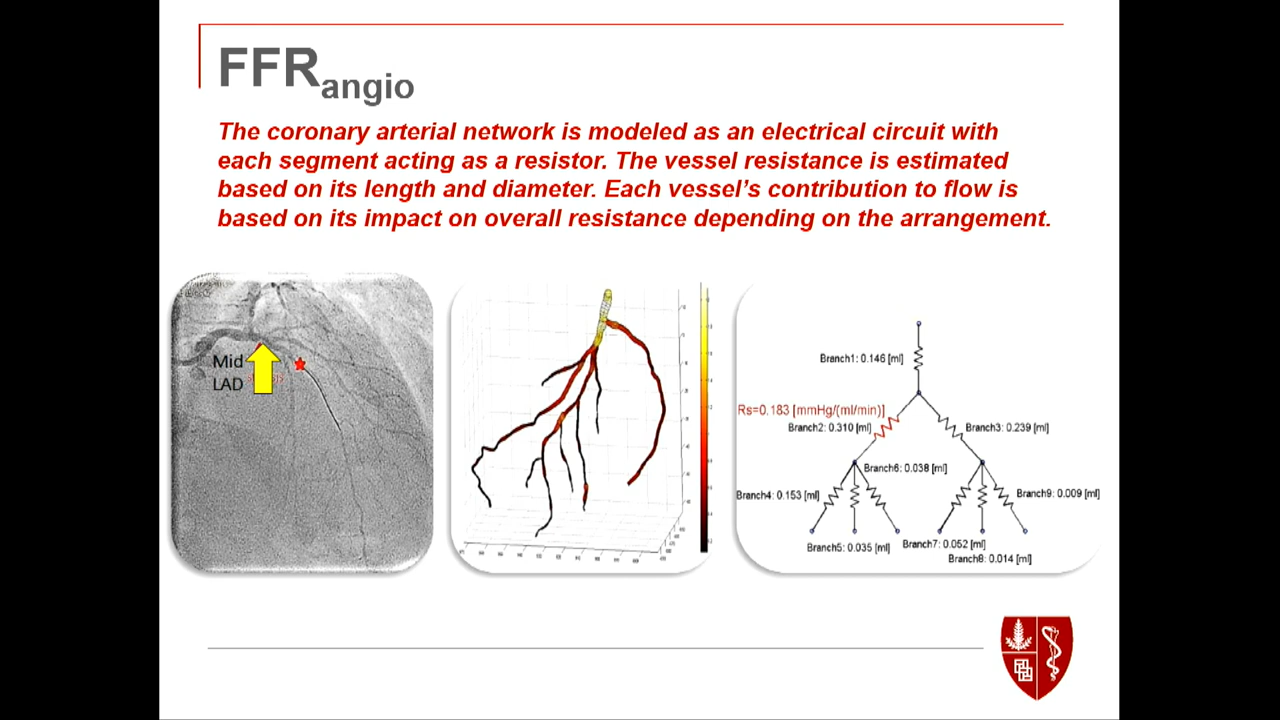 FFRangio
The coronary arterial network is modeled as an electrical circuit with
each segment acting as a resistor. The vessel resistance is estimated
based on its length and diameter. Each vessel's contribution to flow is
based on its impact on overall resistance depending on the arrangement.
Mid
LAD
Branch1: 0.146 [ml]
Rs=0.183 [mmHg/(ml/min)]
Branch2: 0.310 [ml]
Branch3: 0.239 [ml]
Branch6: 0.038 [ml]
Branch4: 0.153 [ml]
Branch9: 0.009 [ml]
Branch5: 0.035 [ml]
Branch7: 0.052 [ml]
Branch8: 0.014 [ml]